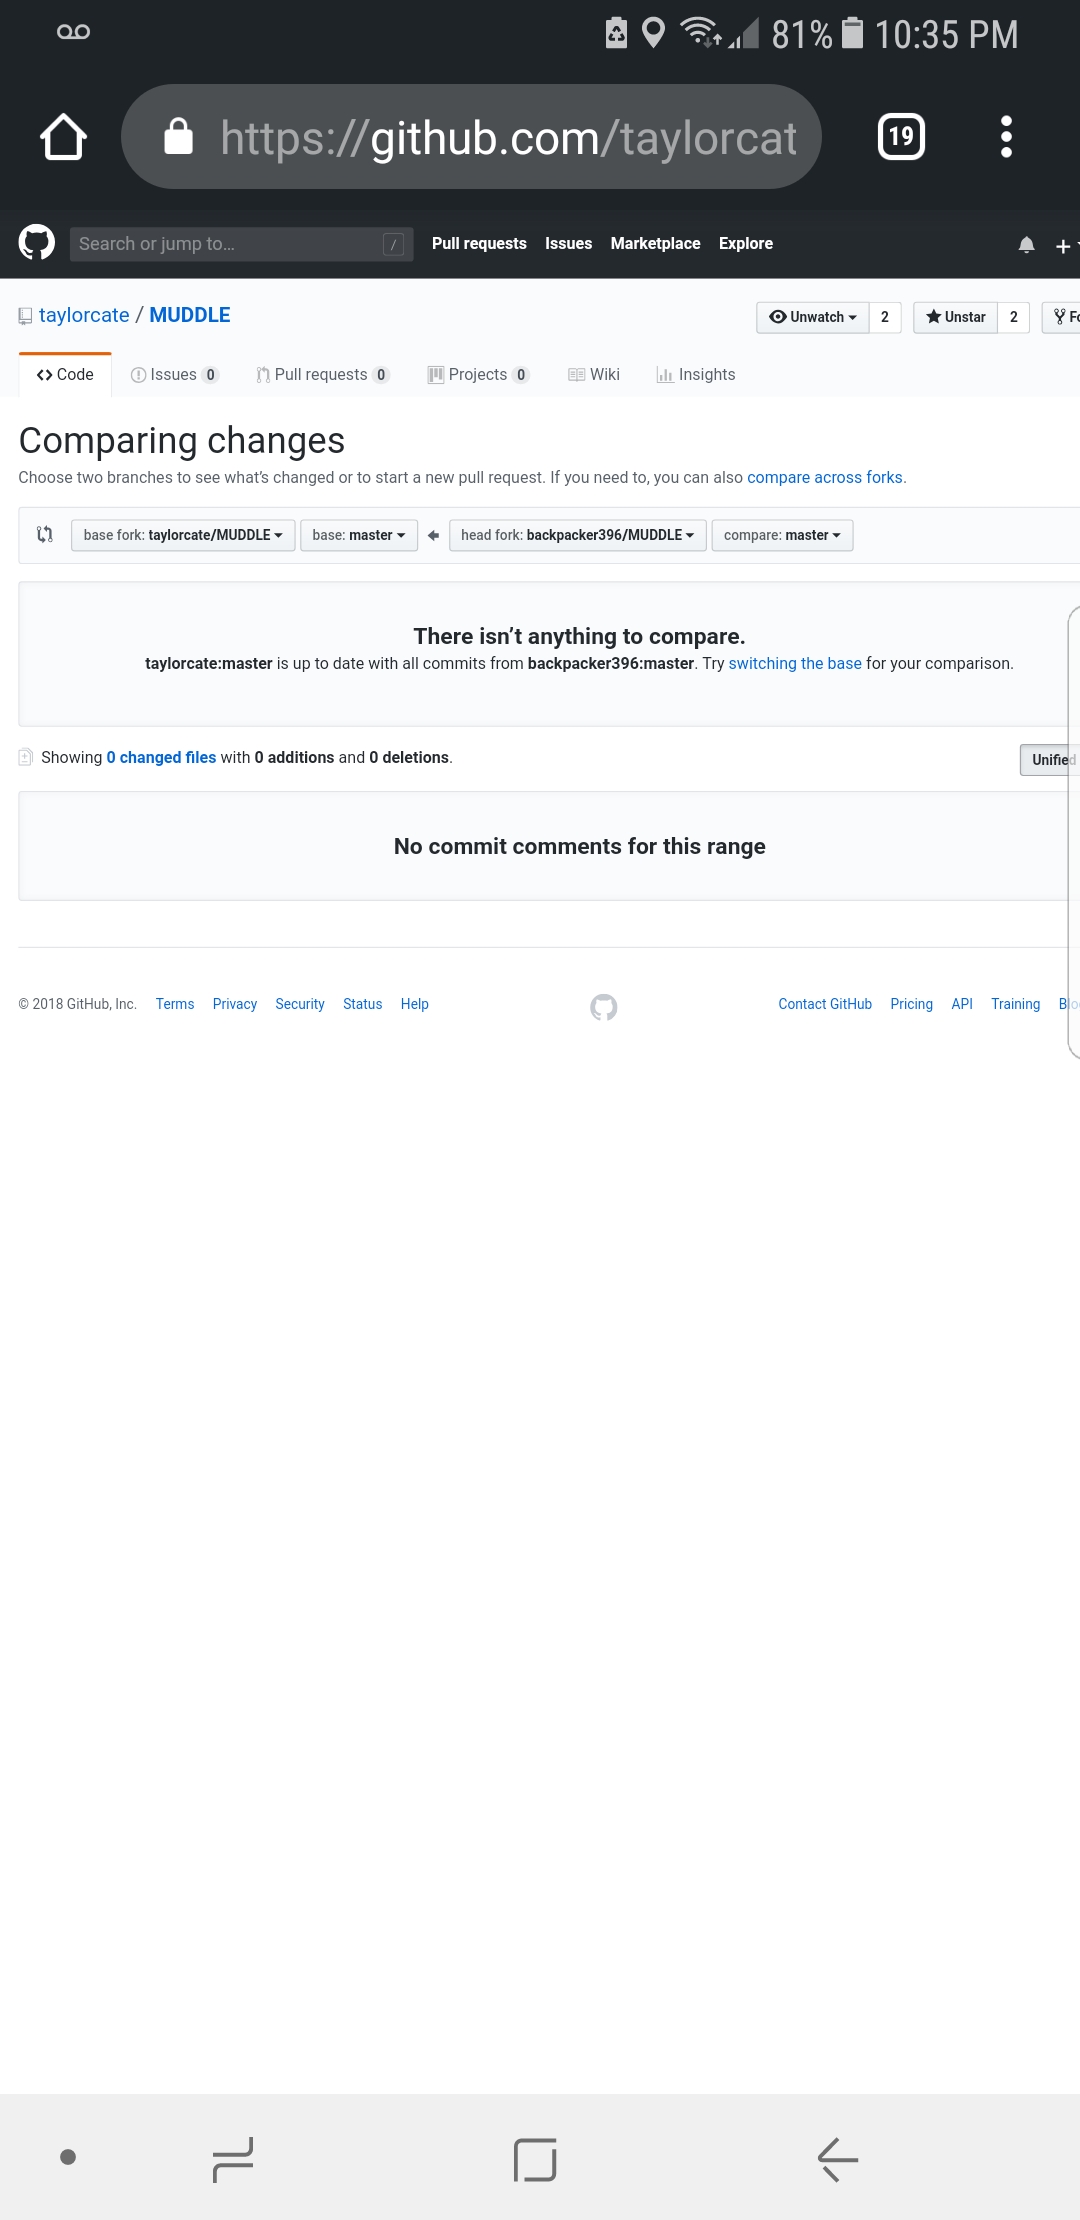 81% 10:35 PM
https://github.com/taylorcat 19
Search or jump to... / Pull requests Issues Marketplace Explore +
taylorcate / MUDDLE Unwatch 2 Unstar 2
Code Issues 0 Pull requests 0 Projects 0 Wiki Insights
Comparing changes
Choose two branches to see what's changed or to start a new pull request. If you need to, you can also compare across forks.
base fork: taylorcate/MUDDLE base: master head fork: backpacker396/MUDDLE compare: master
There isn't anything to compare.
taylorcate:master is up to date with all commits from backpacker396:master. Try switching the base for your comparison.
Showing 0 changed files with 0 additions and 0 deletions.
Unified
No commit comments for this range
© 2018 GitHub, Inc. Terms Privacy Security Status Help Contact GitHub Pricing API Training